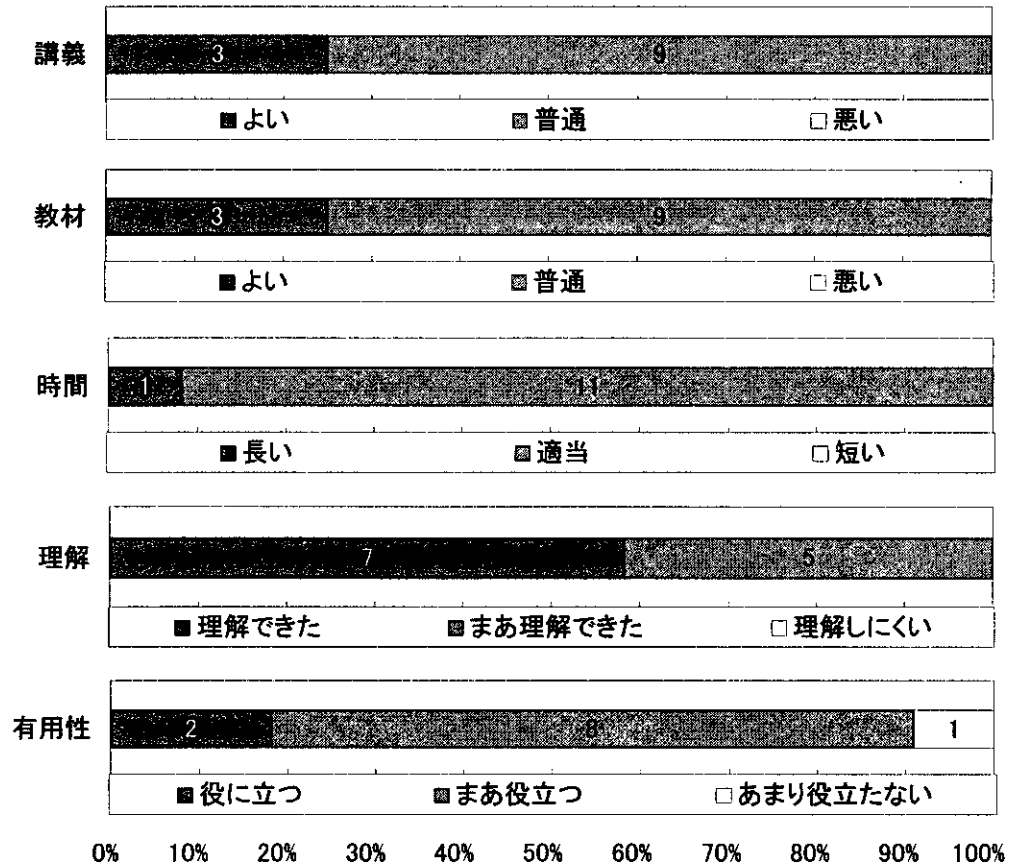 講義
3 9
■よい ■普通 □悪い
教材
3 9
■よい ■普通 □悪い
時間
1 11
■長い ■適当 □短い
理解
7 5
■理解できた ■まあ理解できた □理解しにくい
有用性
2 8 1
■役に立つ ■まあ役立つ □あまり役立たない
0% 10% 20% 30% 40% 50% 60% 70% 80% 90% 100%